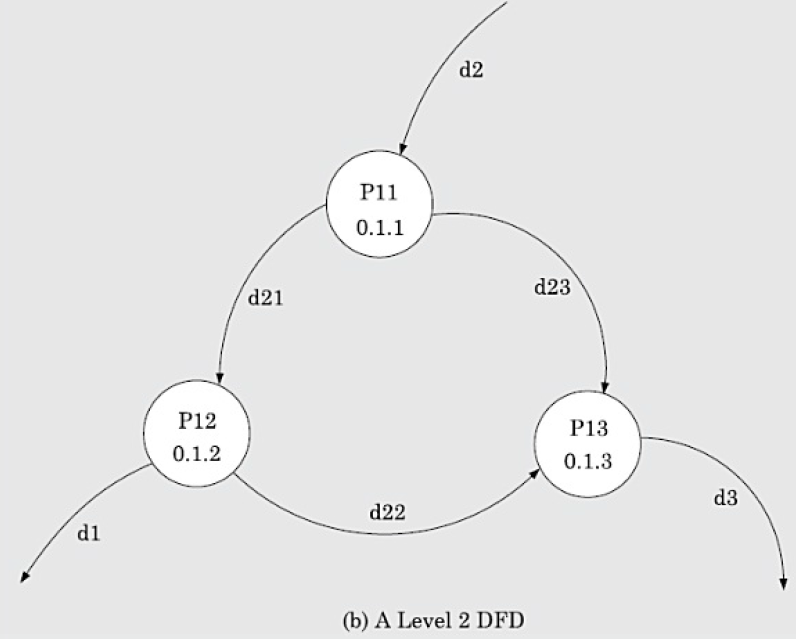 d2
P11
0.1.1
d21
d23
P12
0.1.2
P13
0.1.3
d22
d1
d3
(b) A Level 2 DFD